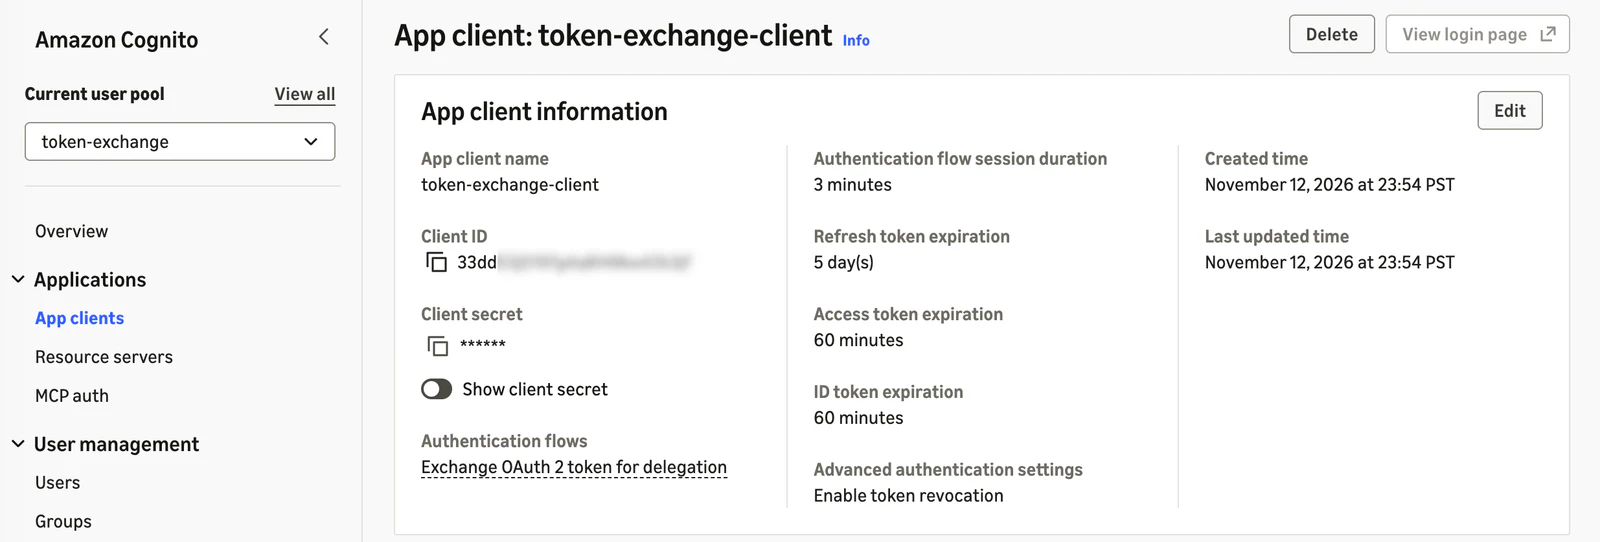 Amazon Cognito
Current user pool
View all
token-exchange
Overview
Applications
App clients
Resource servers
MCP auth
User management
Users
Groups
App client: token-exchange-client Info
Delete
View login page
App client information
Edit
App client name
token-exchange-client
Client ID
33dd
Client secret
******
Show client secret
Authentication flows
Exchange OAuth 2 token for delegation
Authentication flow session duration
3 minutes
Refresh token expiration
5 day(s)
Access token expiration
60 minutes
ID token expiration
60 minutes
Advanced authentication settings
Enable token revocation
Created time
November 12, 2026 at 23:54 PST
Last updated time
November 12, 2026 at 23:54 PST